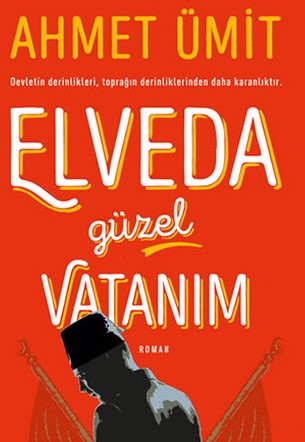 AHMET ÜMİT
Devletin derinlikleri, toprağın derinliklerinden daha karanlıktır.
ELVEDA
güzel
VATANIM
ROMAN